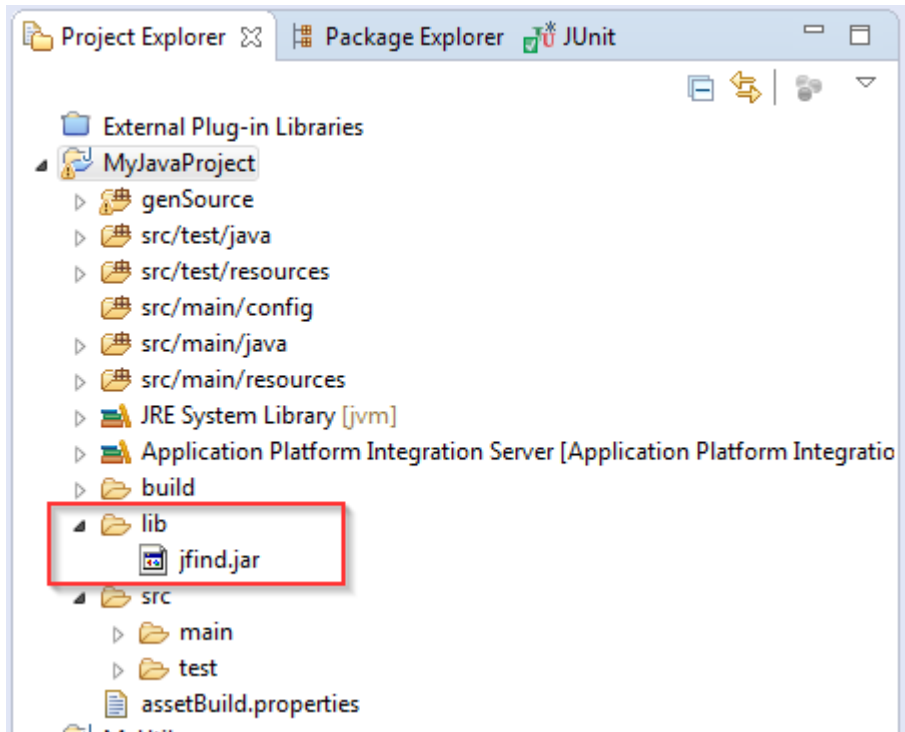 Project Explorer Package Explorer JUnit
External Plug-in Libraries
MyJavaProject
genSource
src/test/java
src/test/resources
src/main/config
src/main/java
src/main/resources
JRE System Library [jvm]
Application Platform Integration Server [Application Platform Integratio
build
lib
jfind.jar
src
main
test
assetBuild.properties